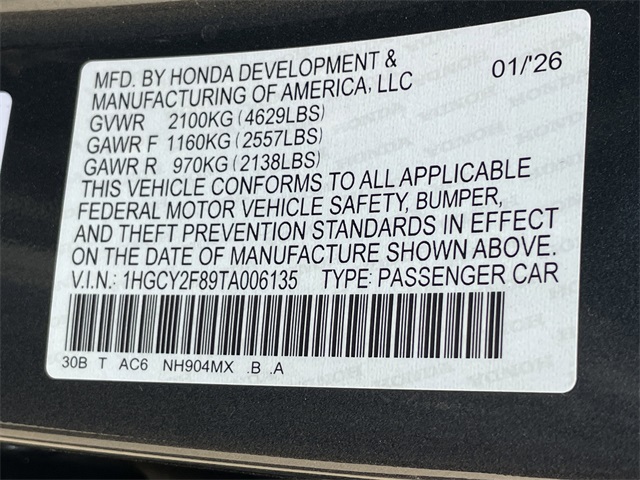 MFD. BY HONDA DEVELOPMENT & 01/'26
MANUFACTURING OF AMERICA, LLC
GVWR 2100KG (4629LBS)
GAWR F 1160KG (2557LBS)
GAWR R 970KG (2138LBS)
THIS VEHICLE CONFORMS TO ALL APPLICABLE
FEDERAL MOTOR VEHICLE SAFETY, BUMPER,
AND THEFT PREVENTION STANDARDS IN EFFECT
ON THE DATE OF MANUFACTURE SHOWN ABOVE.
V.I.N.: 1HGCY2F89TA006135 TYPE: PASSENGER CAR
30B T AC6 NH904MX .B .A